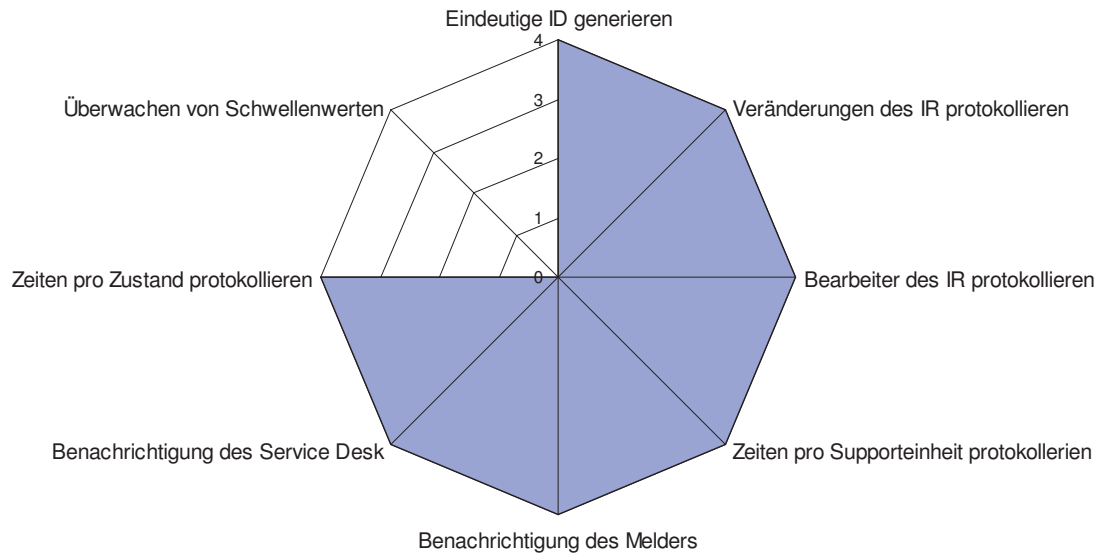 Eindeutige ID generieren
4
Überwachen von Schwellenwerten
Veränderungen des IR protokollieren
3
2
1
Zeiten pro Zustand protokollieren
0
Bearbeiter des IR protokollieren
Benachrichtigung des Service Desk
Zeiten pro Supporteinheit protokollerien
Benachrichtigung des Melders